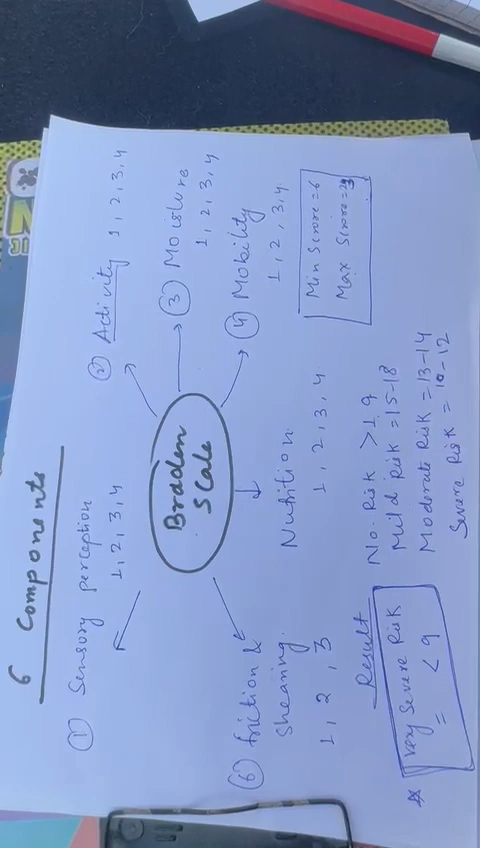 6 Components
① Sensory perception
1, 2, 3, 4
② Activity 1, 2, 3, 4
③ Moisture
1, 2, 3, 4
④ Mobility
1, 2, 3, 4
Braden
Scale
Nutrition
1, 2, 3, 4
⑥ friction &
Shearing.
1, 2, 3
Min Score = 6
Max Score = 23
Result
No. Risk > 19
Mild Risk = 15-18
Moderate Risk = 13-14
Severe Risk = 10-12
Very Severe Risk
= < 9